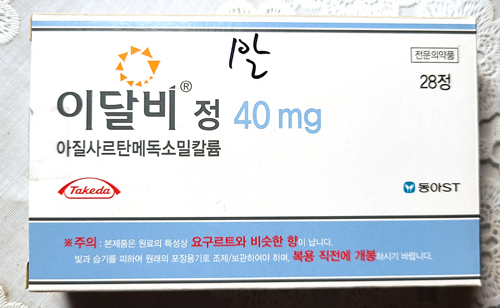 1알
전문의약품
이달비® 정 40 mg
28정
아질사르탄메독소밀칼륨
Takeda
동아ST
※주의 : 본제품은 원료의 특성상 요구르트와 비슷한 향이 납니다.
빛과 습기를 피하여 원래의 포장용기로 조제/보관하여야 하며, 복용 직전에 개봉하시기 바랍니다.